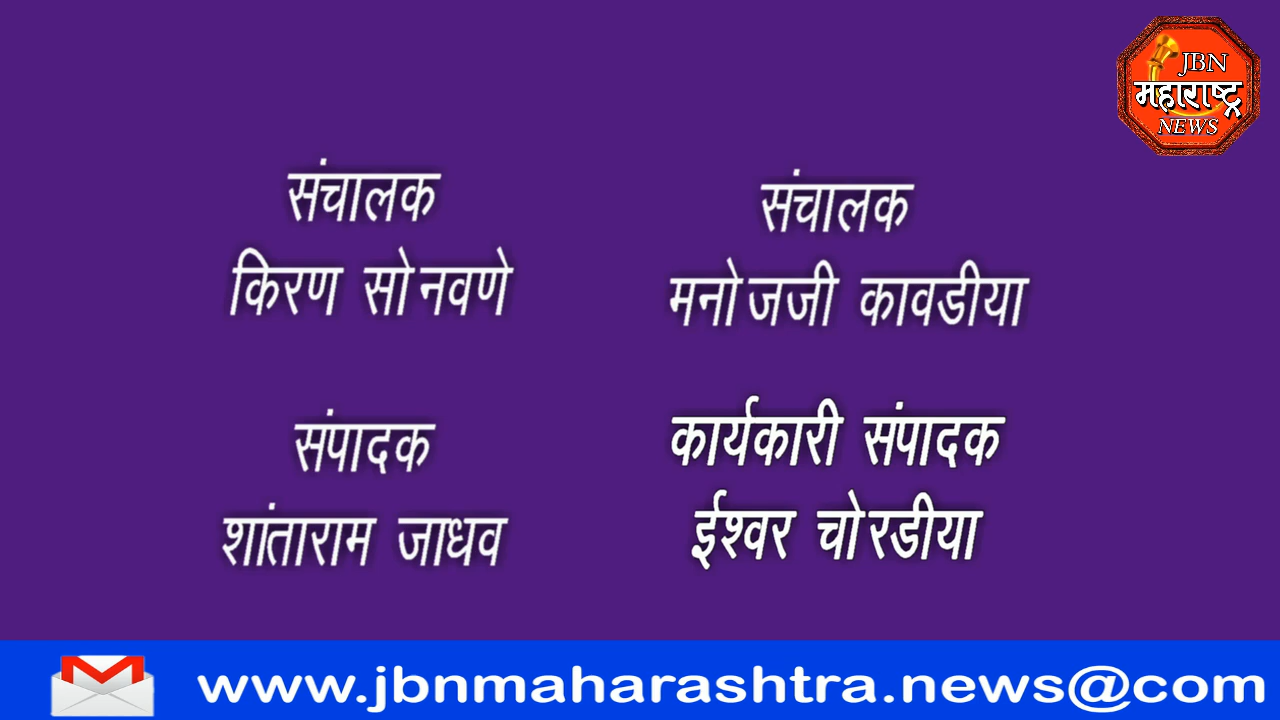 JBN
महाराष्ट्र
NEWS
संचालक
किरण सोनवणे
संचालक
मनोजजी कावडीया
संपादक
शांताराम जाधव
कार्यकारी संपादक
ईश्वर चोरडीया
www.jbnmaharashtra.news@com